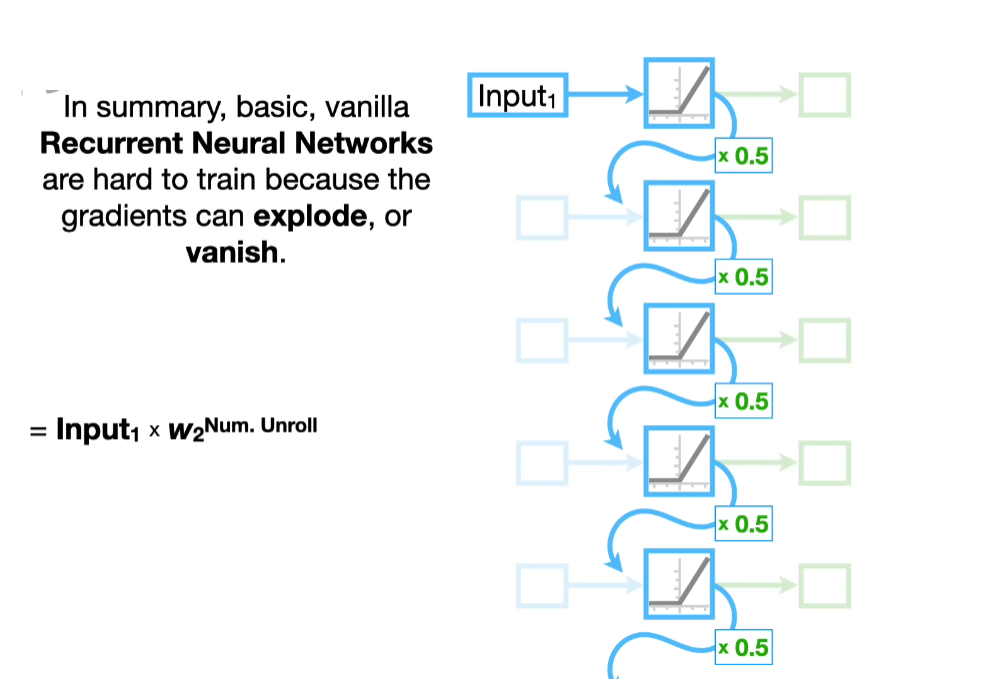 In summary, basic, vanilla
Recurrent Neural Networks
are hard to train because the
gradients can explode, or
vanish.
= Input₁ × w₂ᴺᵘᵐ· ᵁⁿʳᵒˡˡ
Input₁
x 0.5
x 0.5
x 0.5
x 0.5
x 0.5